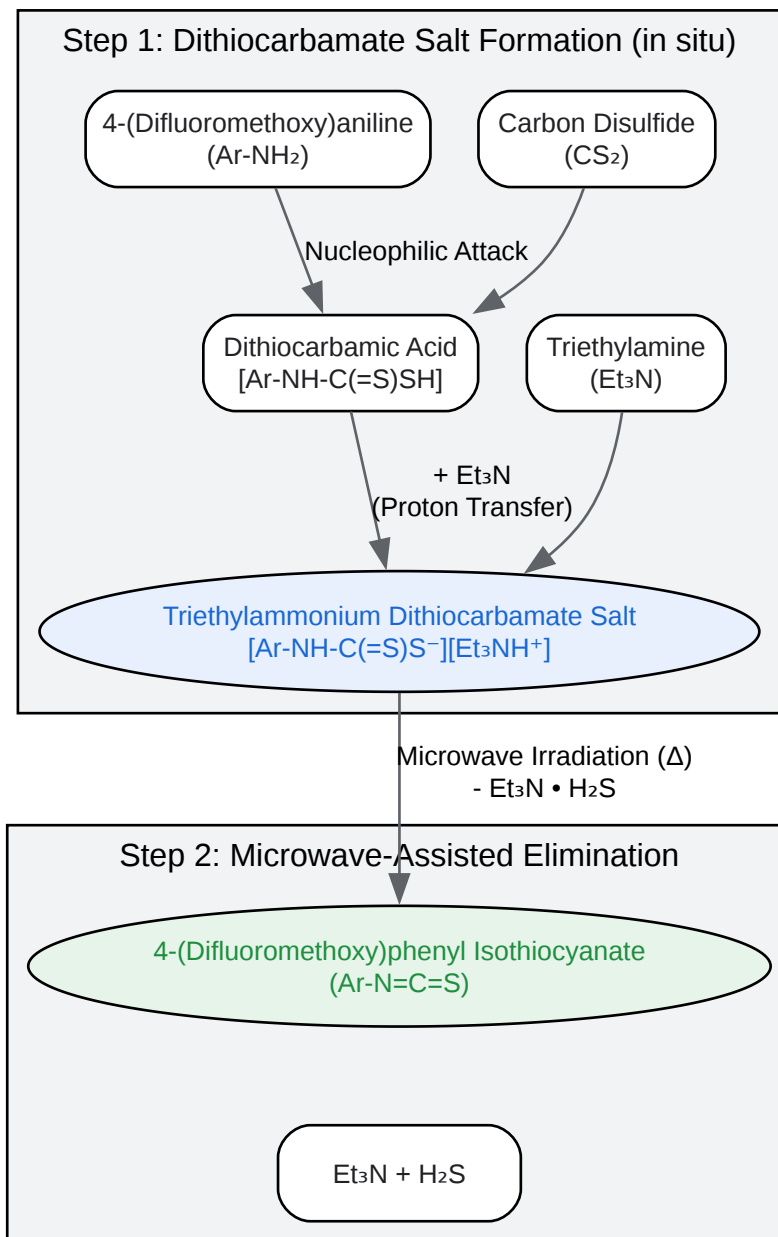 Step 1: Dithiocarbamate Salt Formation (in situ)
4-(Difluoromethoxy)aniline
(Ar-NH₂)
Carbon Disulfide
(CS₂)
Nucleophilic Attack
Dithiocarbamic Acid
[Ar-NH-C(=S)SH]
Triethylamine
(Et₃N)
+ Et₃N
(Proton Transfer)
Triethylammonium Dithiocarbamate Salt
[Ar-NH-C(=S)S⁻][Et₃NH⁺]
Microwave Irradiation (Δ)
- Et₃N • H₂S
Step 2: Microwave-Assisted Elimination
4-(Difluoromethoxy)phenyl Isothiocyanate
(Ar-N=C=S)
Et₃N + H₂S